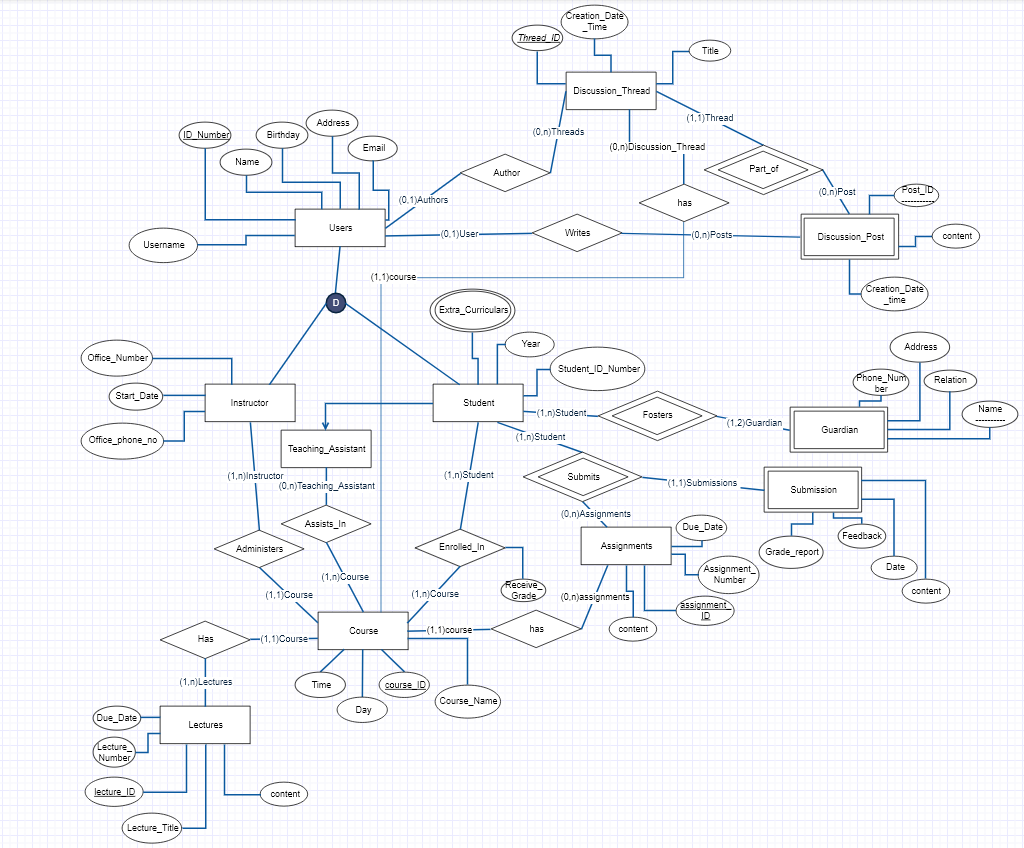 Creation_Date
_Time
Thread_ID
Title
Discussion_Thread
(1,1)Thread
(0,n)Threads
(0,n)Discussion_Thread
Address
ID_Number
Birthday
Email
Name
Author
Part_of
(0,n)Post
Post_ID
(0,1)Authors
has
Users
Username
(0,1)User
Writes
(0,n)Posts
Discussion_Post
content
(1,1)course
Creation_Date
_time
D
Extra_Curriculars
Year
Office_Number
Address
Student_ID_Number
Phone_Num
ber
Relation
Start_Date
Instructor
Student
Name
(1,n)Student
Fosters
(1,2)Guardian
Guardian
Office_phone_no
Teaching_Assistant
(1,n)Student
(1,n)Instructor
(1,n)Student
Submits
(1,1)Submissions
Submission
(0,n)Teaching_Assistant
(0,n)Assignments
Assists_In
Due_Date
Feedback
Administers
Enrolled_In
Assignments
Grade_report
Date
Assignment_
Number
(1,n)Course
Receive_
Grade
content
(1,1)Course
(1,n)Course
(0,n)assignments
assignment_
ID
Has
(1,1)Course
Course
(1,1)course
has
content
(1,n)Lectures
Time
course_ID
Course_Name
Day
Due_Date
Lectures
Lecture_
Number
lecture_ID
content
Lecture_Title